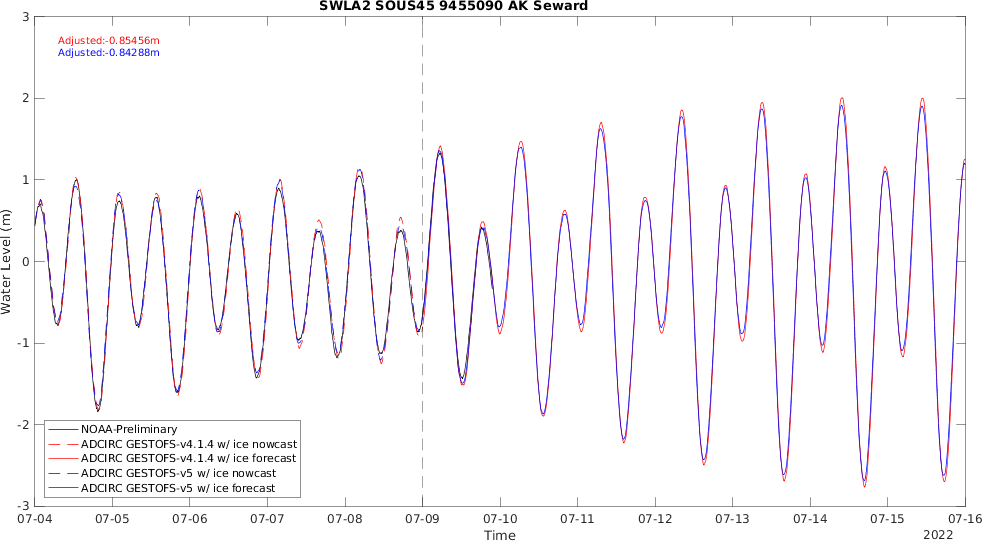 SWLA2 SOUS45 9455090 AK Seward
Adjusted:-0.85456m
Adjusted:-0.84288m
3
2
1
0
-1
-2
-3
Water Level (m)
NOAA-Preliminary
ADCIRC GESTOFS-v4.1.4 w/ ice nowcast
ADCIRC GESTOFS-v4.1.4 w/ ice forecast
ADCIRC GESTOFS-v5 w/ ice nowcast
ADCIRC GESTOFS-v5 w/ ice forecast
07-04 07-05 07-06 07-07 07-08 07-09 07-10 07-11 07-12 07-13 07-14 07-15 07-16
Time
2022